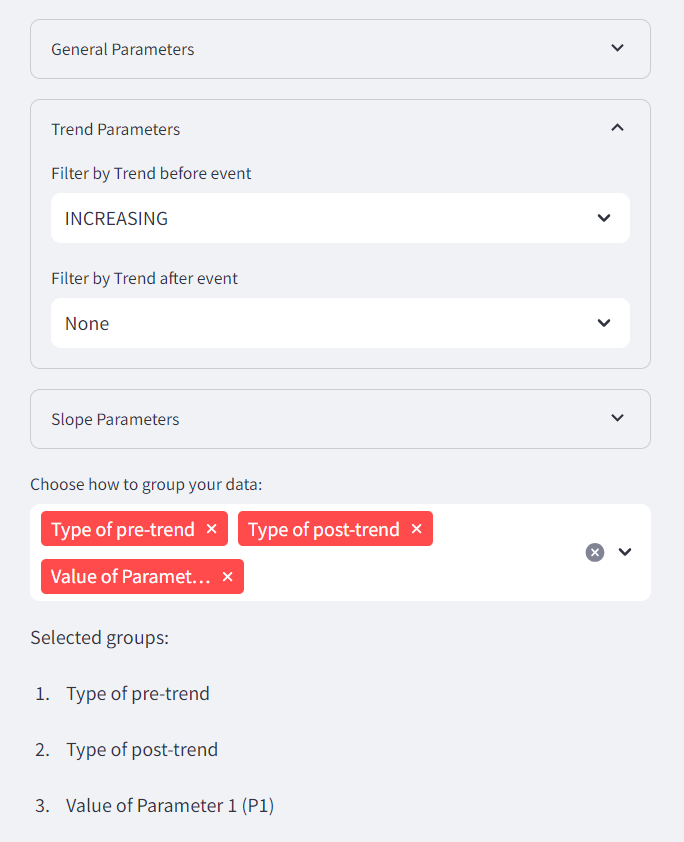 General Parameters
Trend Parameters
Filter by Trend before event
INCREASING
Filter by Trend after event
None
Slope Parameters
Choose how to group your data:
Type of pre-trend × Type of post-trend ×
Value of Paramet... ×
Selected groups:
1. Type of pre-trend
2. Type of post-trend
3. Value of Parameter 1 (P1)